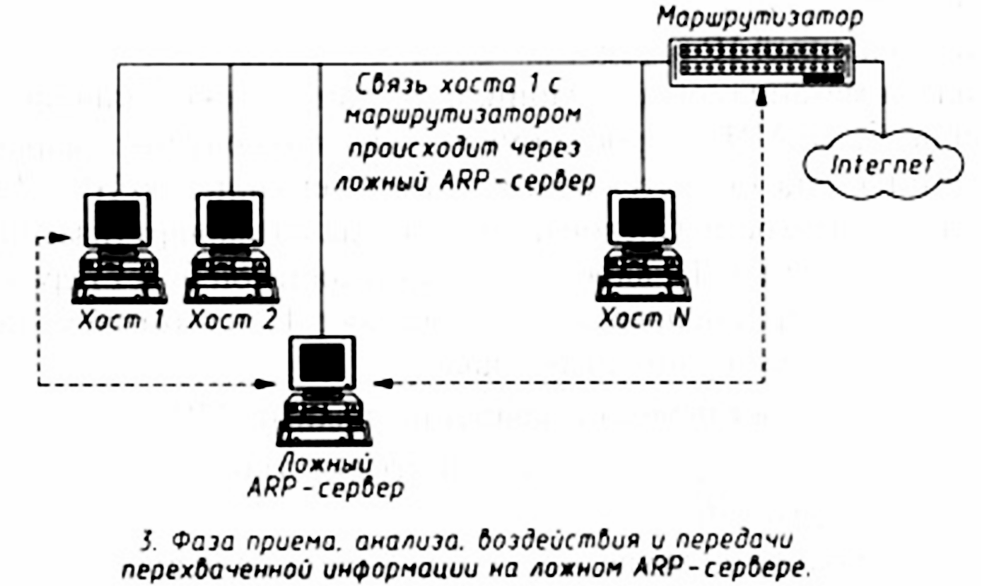 Маршрутизатор
Связь хоста 1 с
маршрутизатором
происходит через
ложный ARP-сервер
Internet
Хост 1
Хост 2
Хост N
Ложный
ARP-сервер
3. Фаза приема, анализа, воздействия и передачи
перехваченной информации на ложном ARP-сервере.